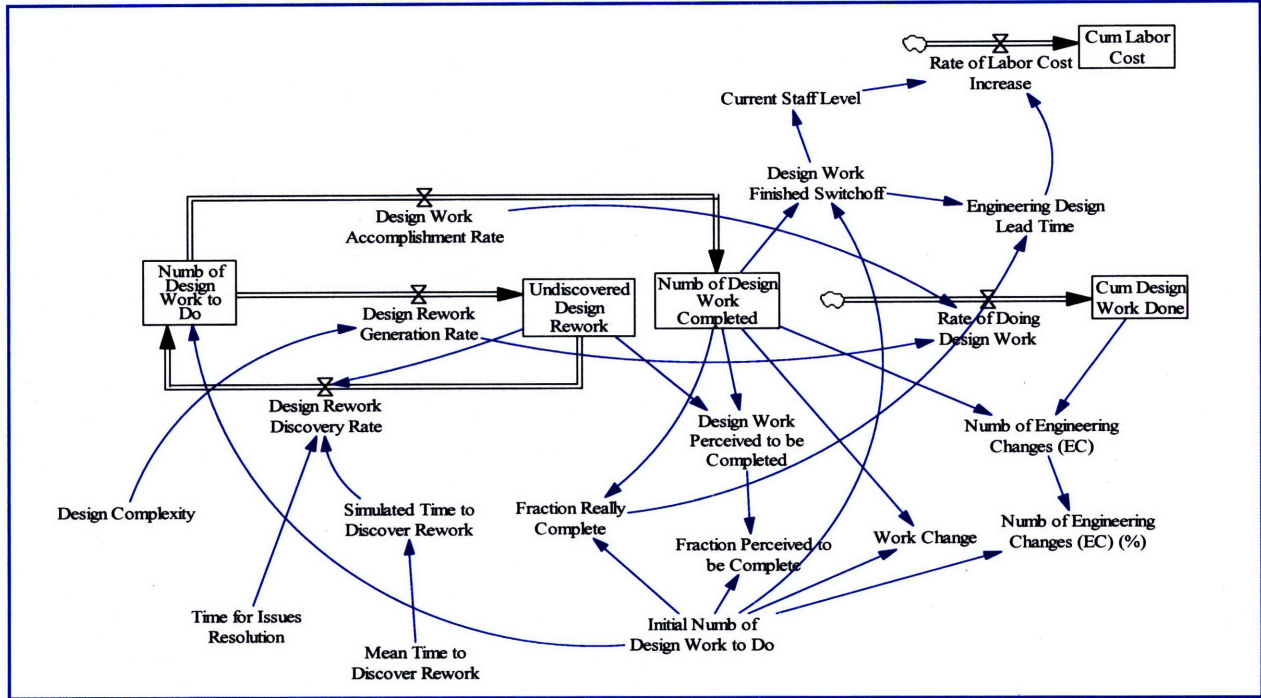 Cum Labor
Cost
Rate of Labor Cost
Increase
Current Staff Level
Design Work
Finished Switchoff
Engineering Design
Lead Time
Design Work
Accomplishment Rate
Numb of
Design
Work to
Do
Undiscovered
Design
Rework
Numb of Design
Work
Completed
Cum Design
Work Done
Design Rework
Generation Rate
Rate of Doing
Design Work
Design Rework
Discovery Rate
Design Work
Perceived to be
Completed
Numb of Engineering
Changes (EC)
Design Complexity
Simulated Time to
Discover Rework
Fraction Really
Complete
Fraction Perceived to
be Complete
Work Change
Numb of Engineering
Changes (EC) (%)
Time for Issues
Resolution
Mean Time to
Discover Rework
Initial Numb of
Design Work to Do